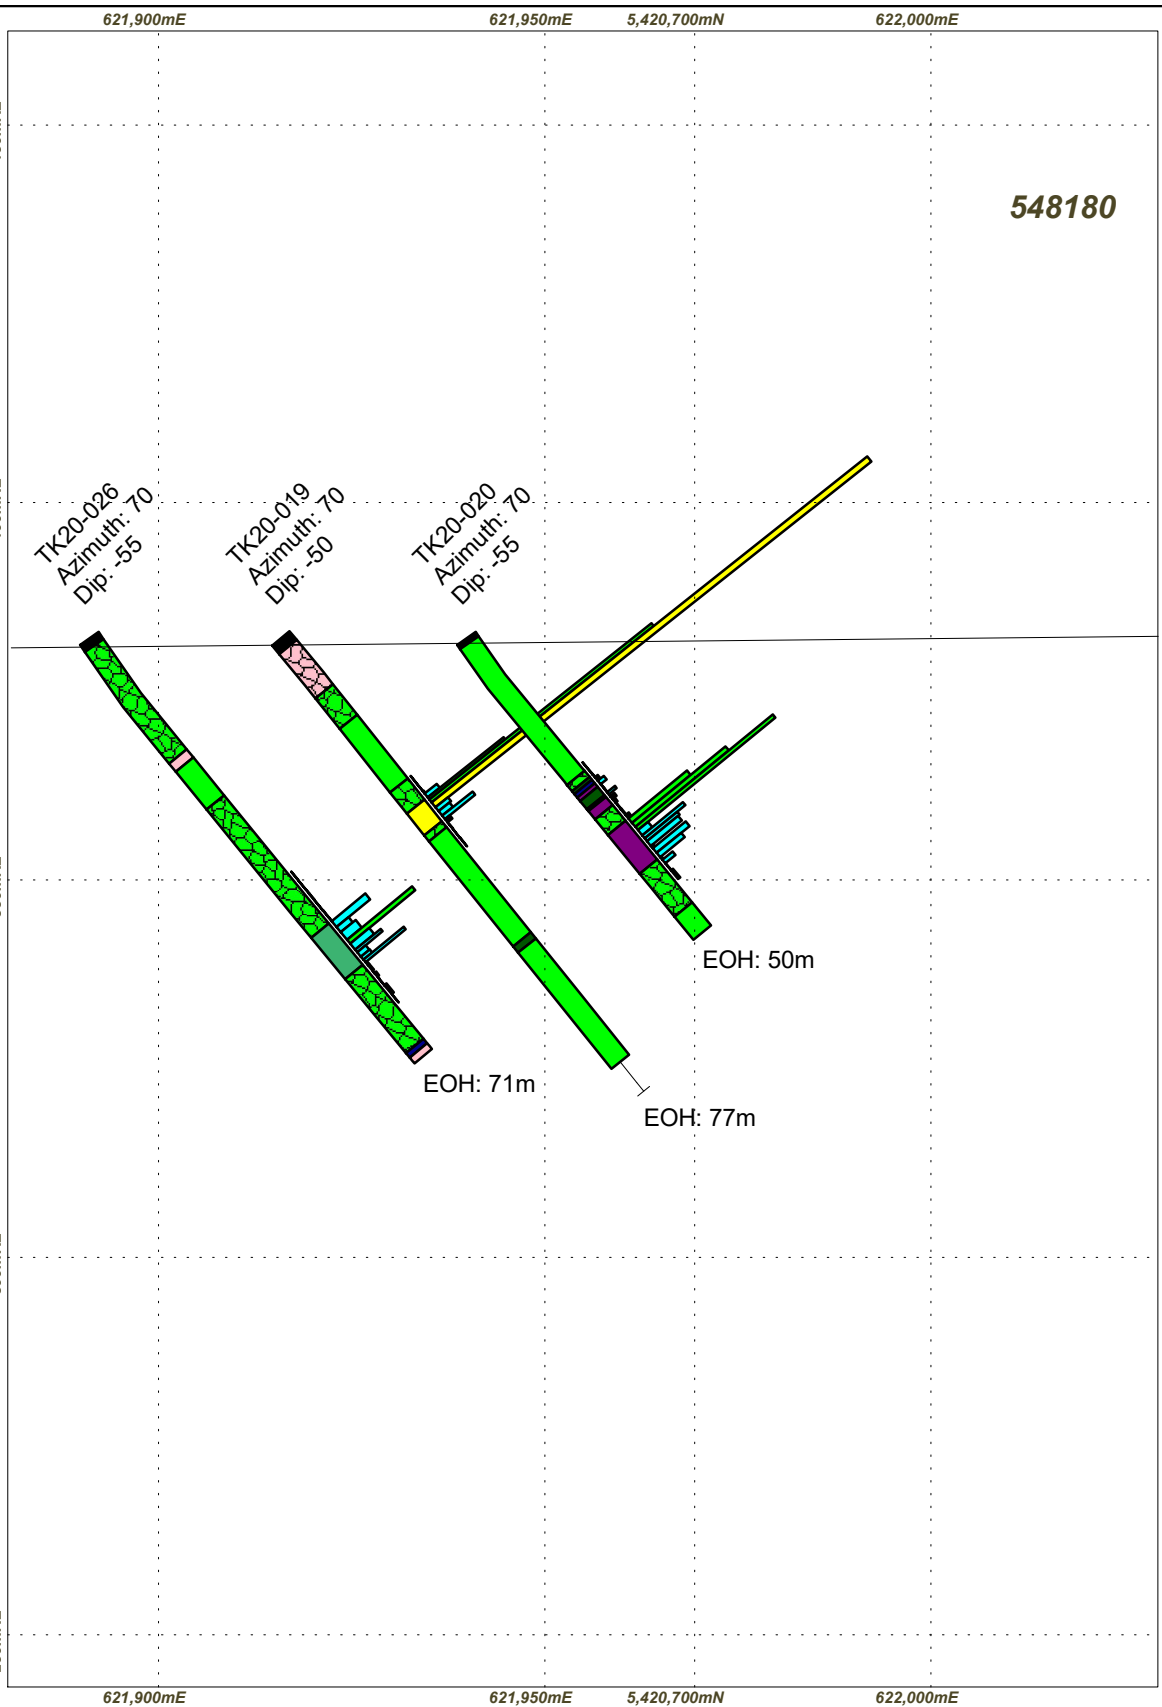 621,900mE 621,950mE 5,420,700mN 622,000mE
548180
TK20-026
Azimuth: 70
Dip: -55
TK20-019
Azimuth: 70
Dip: -50
TK20-020
Azimuth: 70
Dip: -55
EOH: 50m
EOH: 71m
EOH: 77m
621,900mE 621,950mE 5,420,700mN 622,000mE